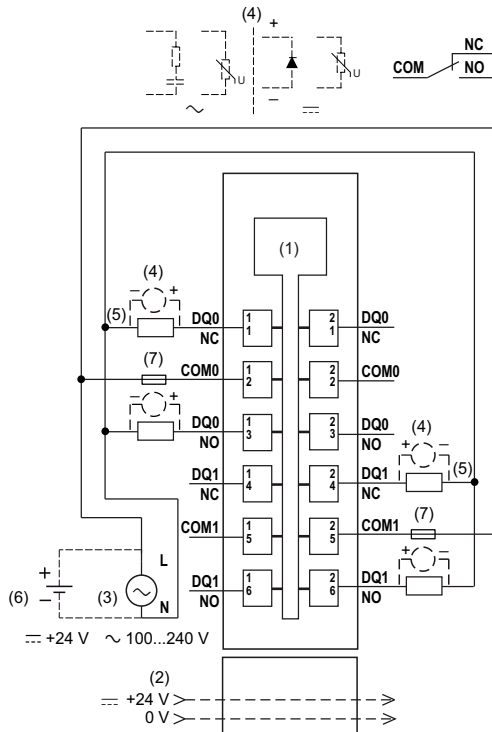 (4)
+
−
U
U
NC
COM
NO
(1)
(4)
− +
(5)
DQ0
NC
1
1
2
1
DQ0
NC
(7)
COM0
1
2
2
2
COM0
− +
DQ0
NO
1
3
2
3
DQ0
NO
(4)
+ −
(5)
DQ1
NC
1
4
2
4
DQ1
NC
(7)
COM1
1
5
2
5
COM1
+ −
DQ1
NO
1
6
2
6
DQ1
NO
L
N
+
−
(6)
(3)
⎓ +24 V ~ 100...240 V
(2)
⎓ +24 V
0 V